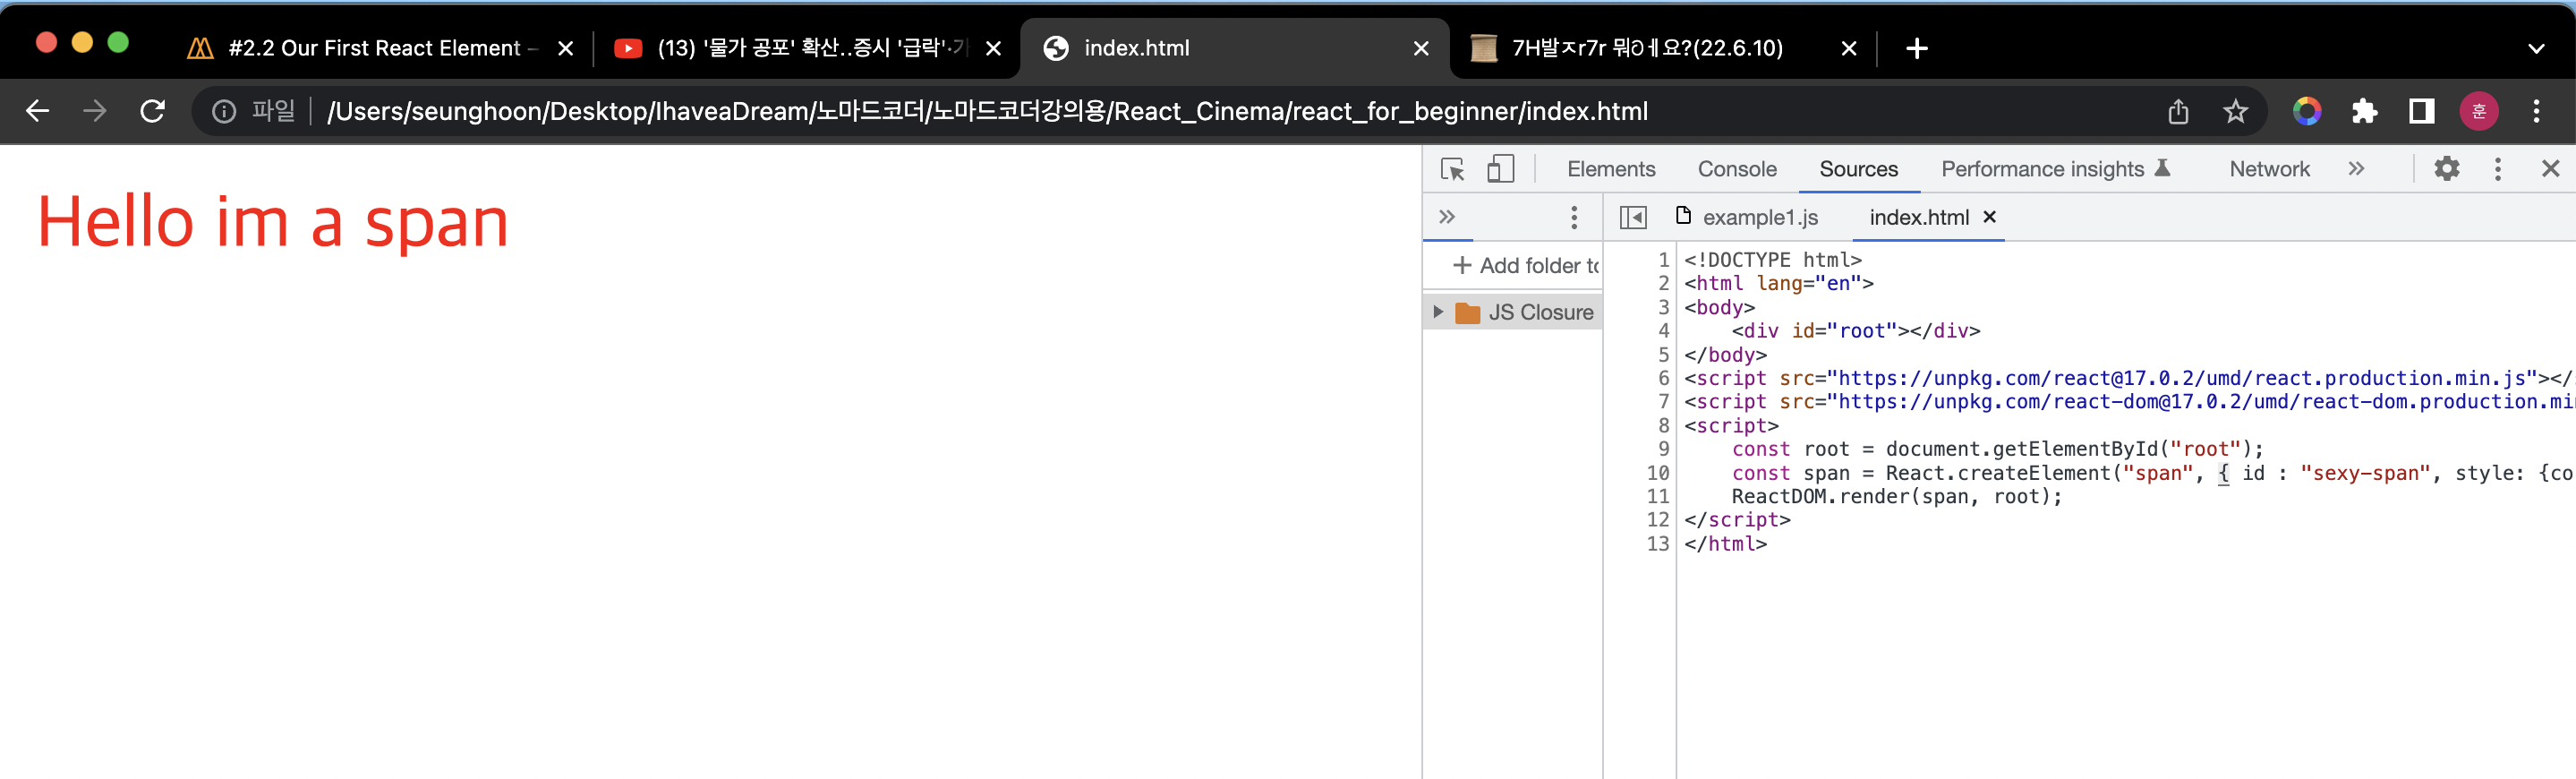 #2.2 Our First React Element –
(13) '물가 공포' 확산..증시 '급락'·
index.html
7H발ㅈr7r 뭐óㅔ요?(22.6.10)
파일
/Users/seunghoon/Desktop/IhaveaDream/노마드코더/노마드코더강의용/React_Cinema/react_for_beginner/index.html
훈
Hello im a span
Elements Console Sources Performance insights Network
example1.js index.html
Add folder to
JS Closure
1 <!DOCTYPE html>
2 <html lang="en">
3 <body>
4 <div id="root"></div>
5 </body>
6 <script src="https://unpkg.com/react@17.0.2/umd/react.production.min.js"></
7 <script src="https://unpkg.com/react-dom@17.0.2/umd/react-dom.production.mi
8 <script>
9 const root = document.getElementById("root");
10 const span = React.createElement("span", { id : "sexy-span", style: {co
11 ReactDOM.render(span, root);
12 </script>
13 </html>